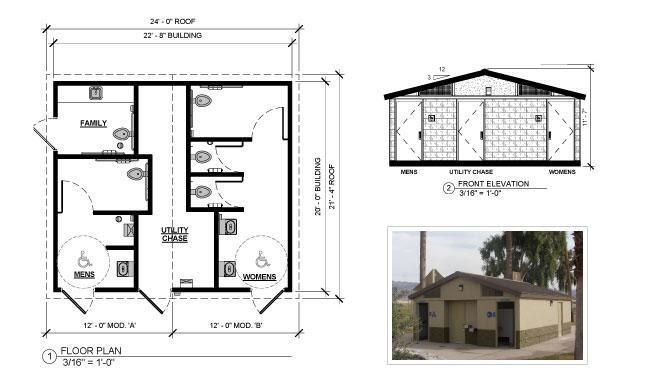 24' - 0" ROOF
22' - 8" BUILDING
FAMILY
UTILITY
CHASE
MENS
WOMENS
20' - 0" BUILDING
21' - 4" ROOF
12' - 0" MOD. 'A'
12' - 0" MOD. 'B'
1
FLOOR PLAN
3/16" = 1'-0"
12
3
11' - 7"
MENS
UTILITY CHASE
WOMENS
2
FRONT ELEVATION
3/16" = 1'-0"